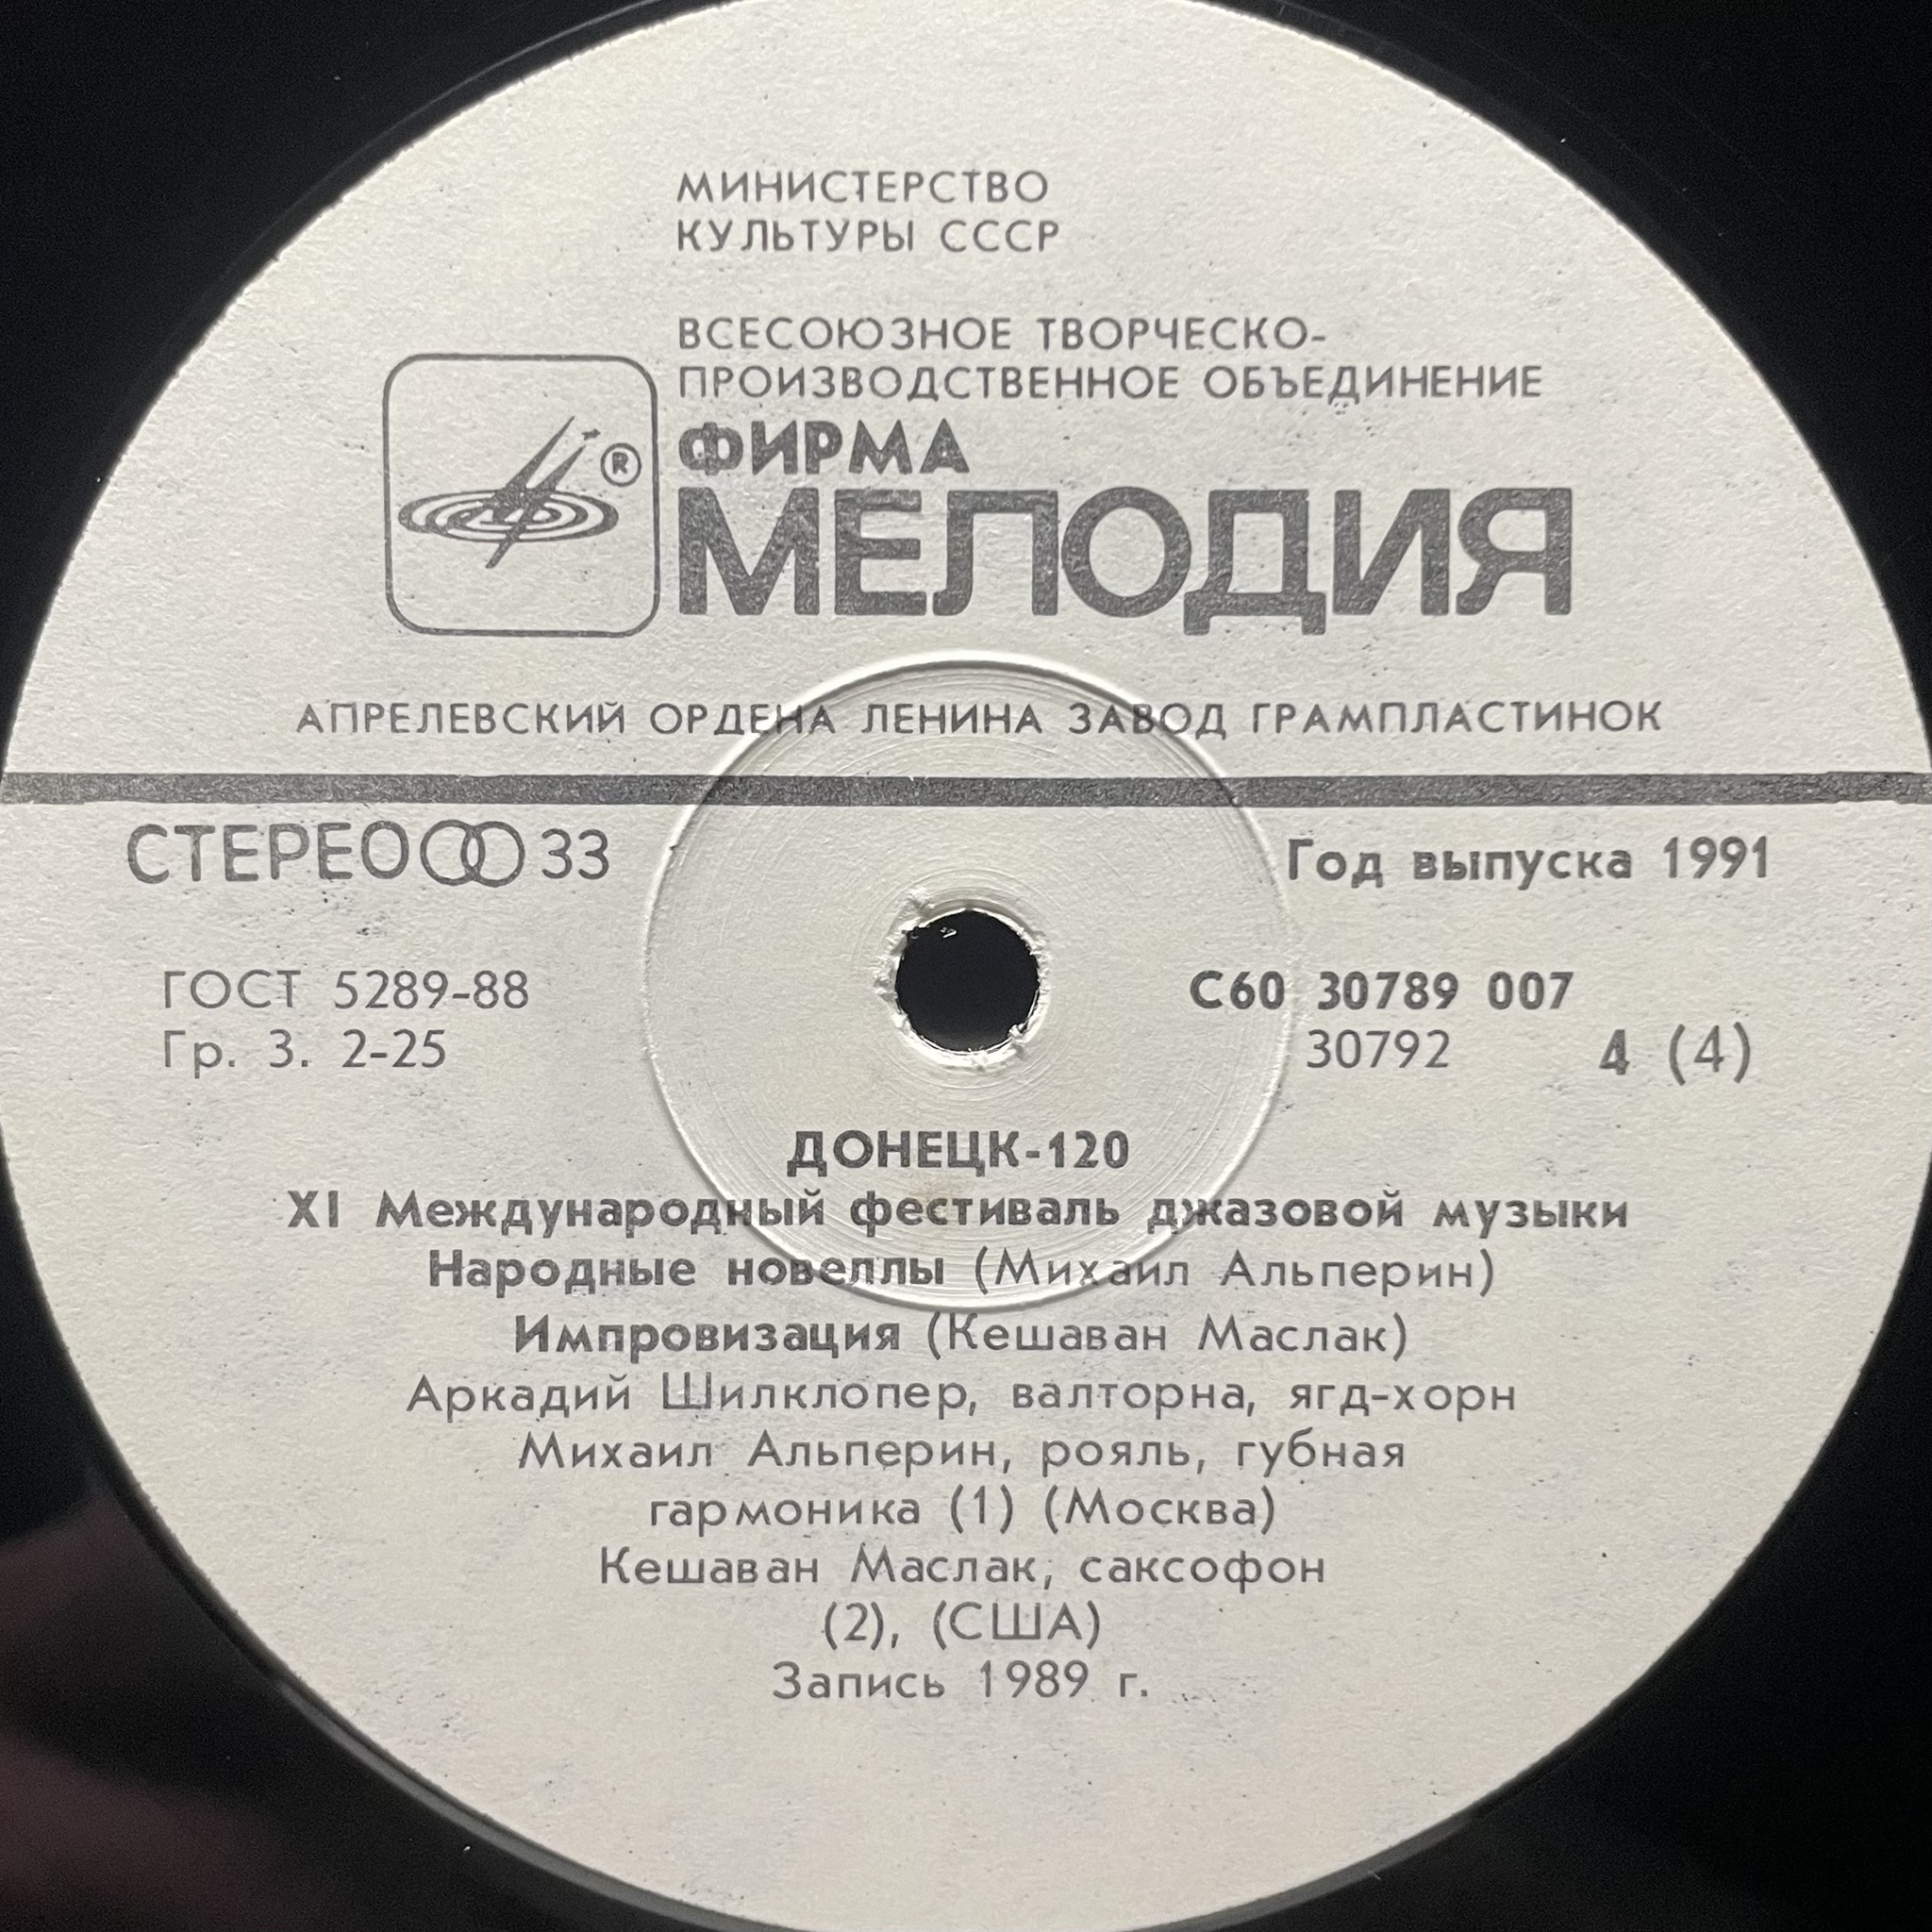 МИНИСТЕРСТВО
КУЛЬТУРЫ СССР
ВСЕСОЮЗНОЕ ТВОРЧЕСКО-
ПРОИЗВОДСТВЕННОЕ ОБЪЕДИНЕНИЕ
ФИРМА
МЕЛОДИЯ
®
АПРЕЛЕВСКИЙ ОРДЕНА ЛЕНИНА ЗАВОД ГРАМПЛАСТИНОК
СТЕРЕО 33
Год выпуска 1991
ГОСТ 5289-88
Гр. 3. 2-25
С60 30789 007
30792 4 (4)
ДОНЕЦК-120
XI Международный фестиваль джазовой музыки
Народные новеллы (Михаил Альперин)
Импровизация (Кешаван Маслак)
Аркадий Шилклопер, валторна, ягд-хорн
Михаил Альперин, рояль, губная
гармоника (1) (Москва)
Кешаван Маслак, саксофон
(2), (США)
Запись 1989 г.